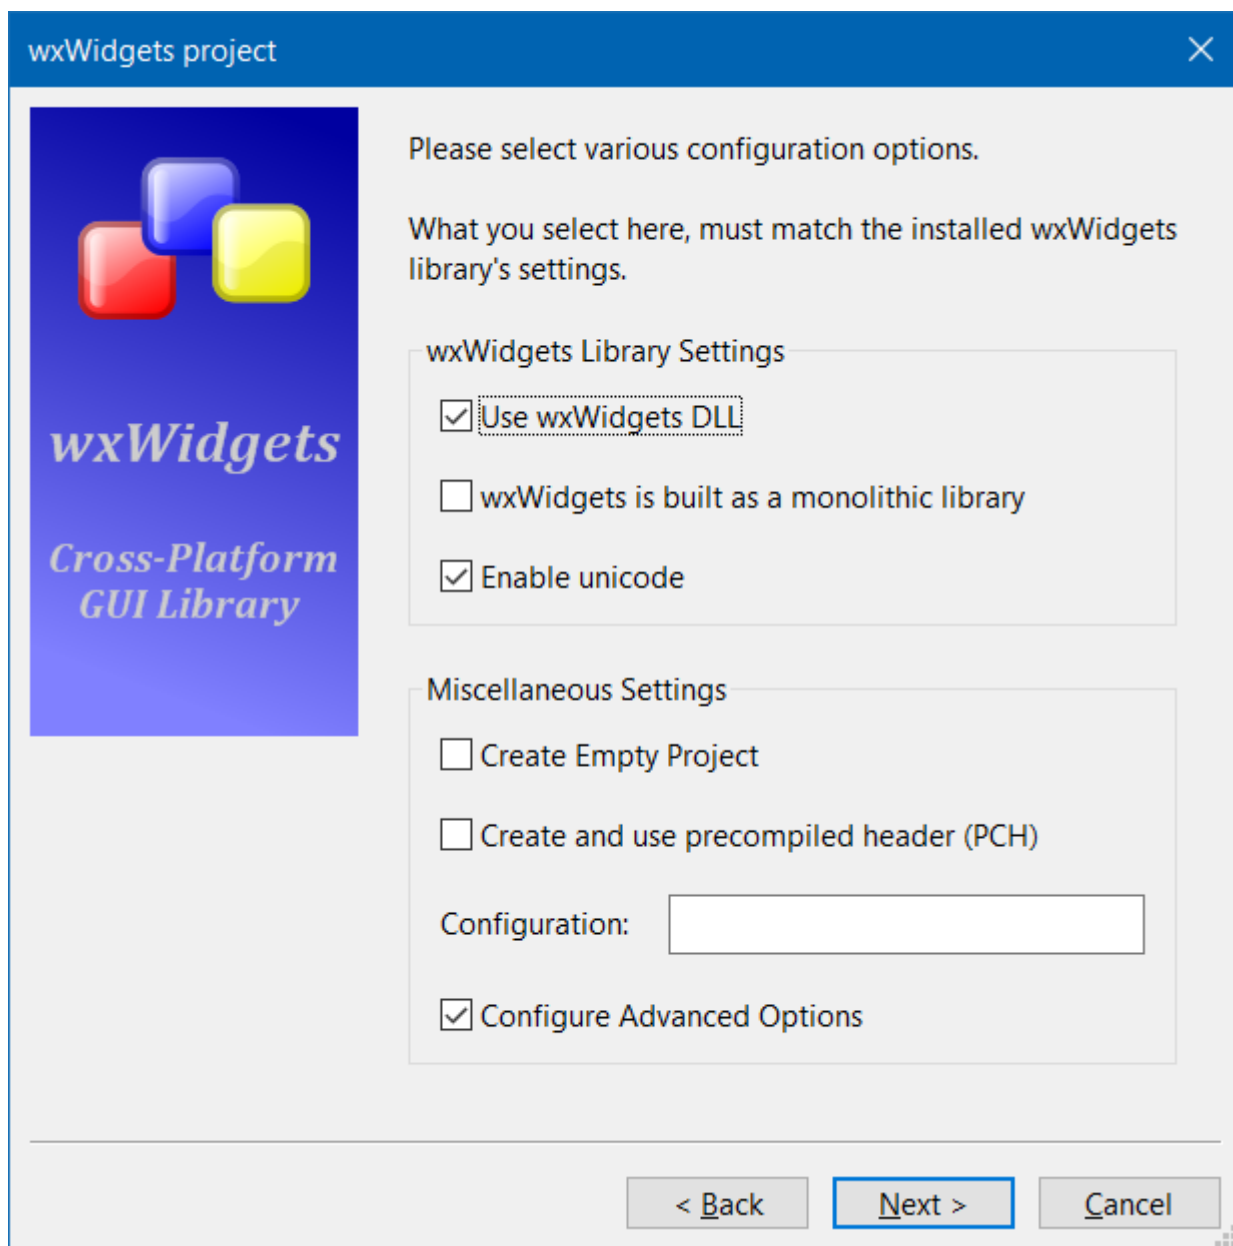 wxWidgets project
wxWidgets
Cross-Platform
GUI Library
Please select various configuration options.
What you select here, must match the installed wxWidgets
library's settings.
wxWidgets Library Settings
Use wxWidgets DLL
wxWidgets is built as a monolithic library
Enable unicode
Miscellaneous Settings
Create Empty Project
Create and use precompiled header (PCH)
Configuration:
Configure Advanced Options
< Back
Next >
Cancel